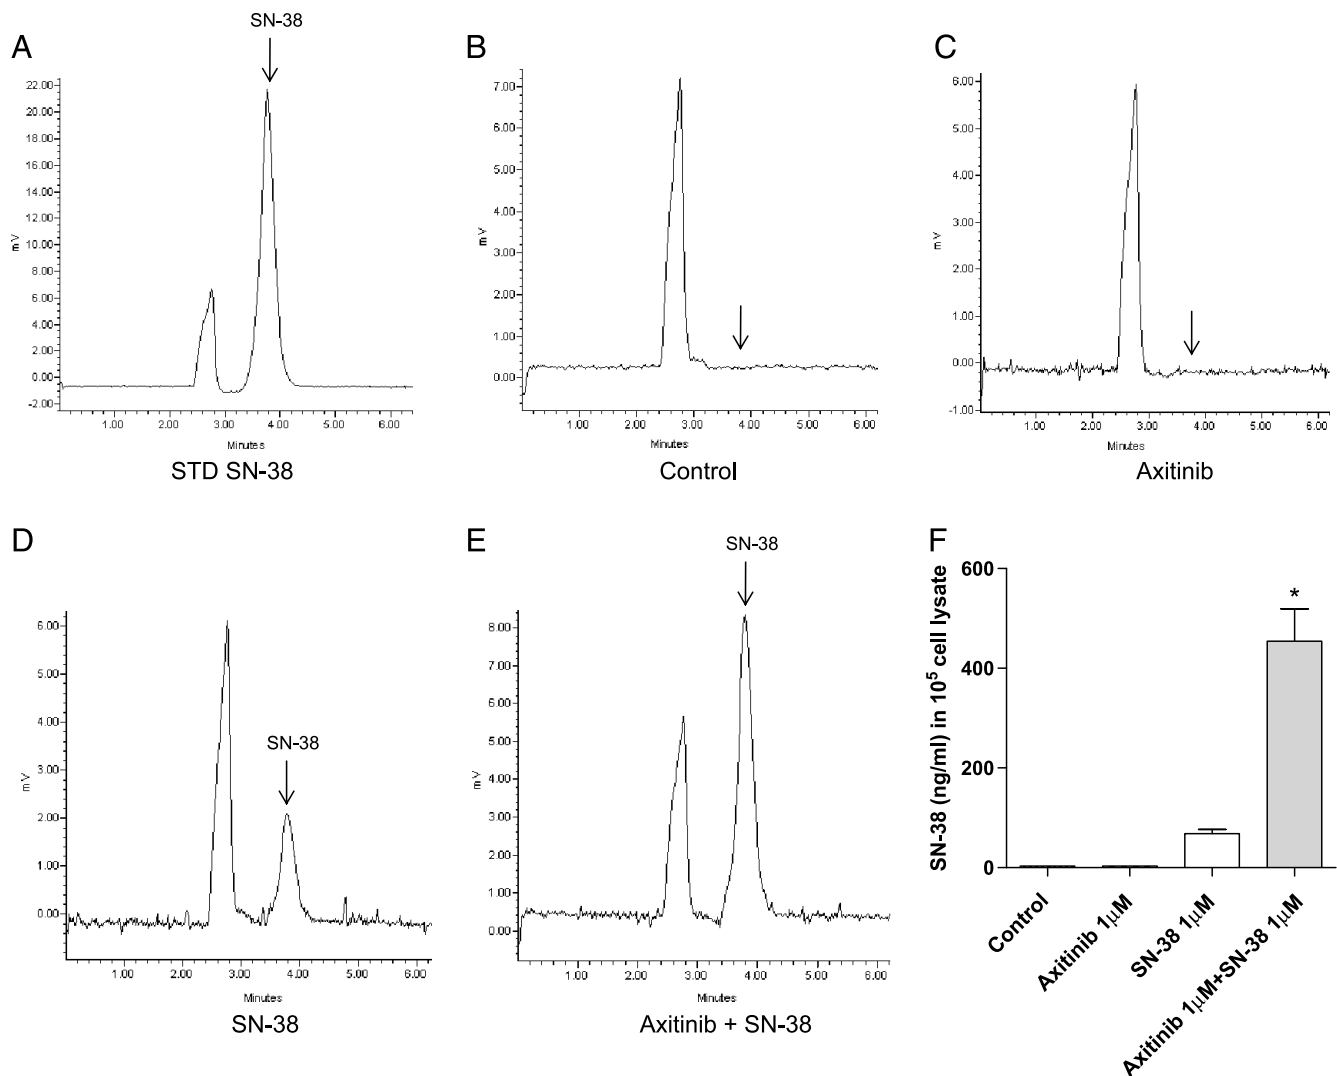 A
SN-38
22.00
20.00
18.00
16.00
14.00
12.00
10.00
8.00
6.00
4.00
2.00
0.00
-2.00
mV
1.00 2.00 3.00 4.00 5.00 6.00
Minutes
STD SN-38
B
7.00
6.00
5.00
4.00
3.00
2.00
1.00
0.00
mV
1.00 2.00 3.00 4.00 5.00 6.00
Minutes
Control
C
6.00
5.00
4.00
3.00
2.00
1.00
0.00
-1.00
mV
1.00 2.00 3.00 4.00 5.00 6.00
Minutes
Axitinib
D
SN-38
6.00
5.00
4.00
3.00
2.00
1.00
0.00
mV
1.00 2.00 3.00 4.00 5.00 6.00
Minutes
SN-38
E
SN-38
8.00
7.00
6.00
5.00
4.00
3.00
2.00
1.00
0.00
mV
1.00 2.00 3.00 4.00 5.00 6.00
Minutes
Axitinib + SN-38
F
SN-38 (ng/ml) in 10⁵ cell lysate
600
400
200
0
*
Control
Axitinib 1μM
SN-38 1μM
Axitinib 1μM+SN-38 1μM